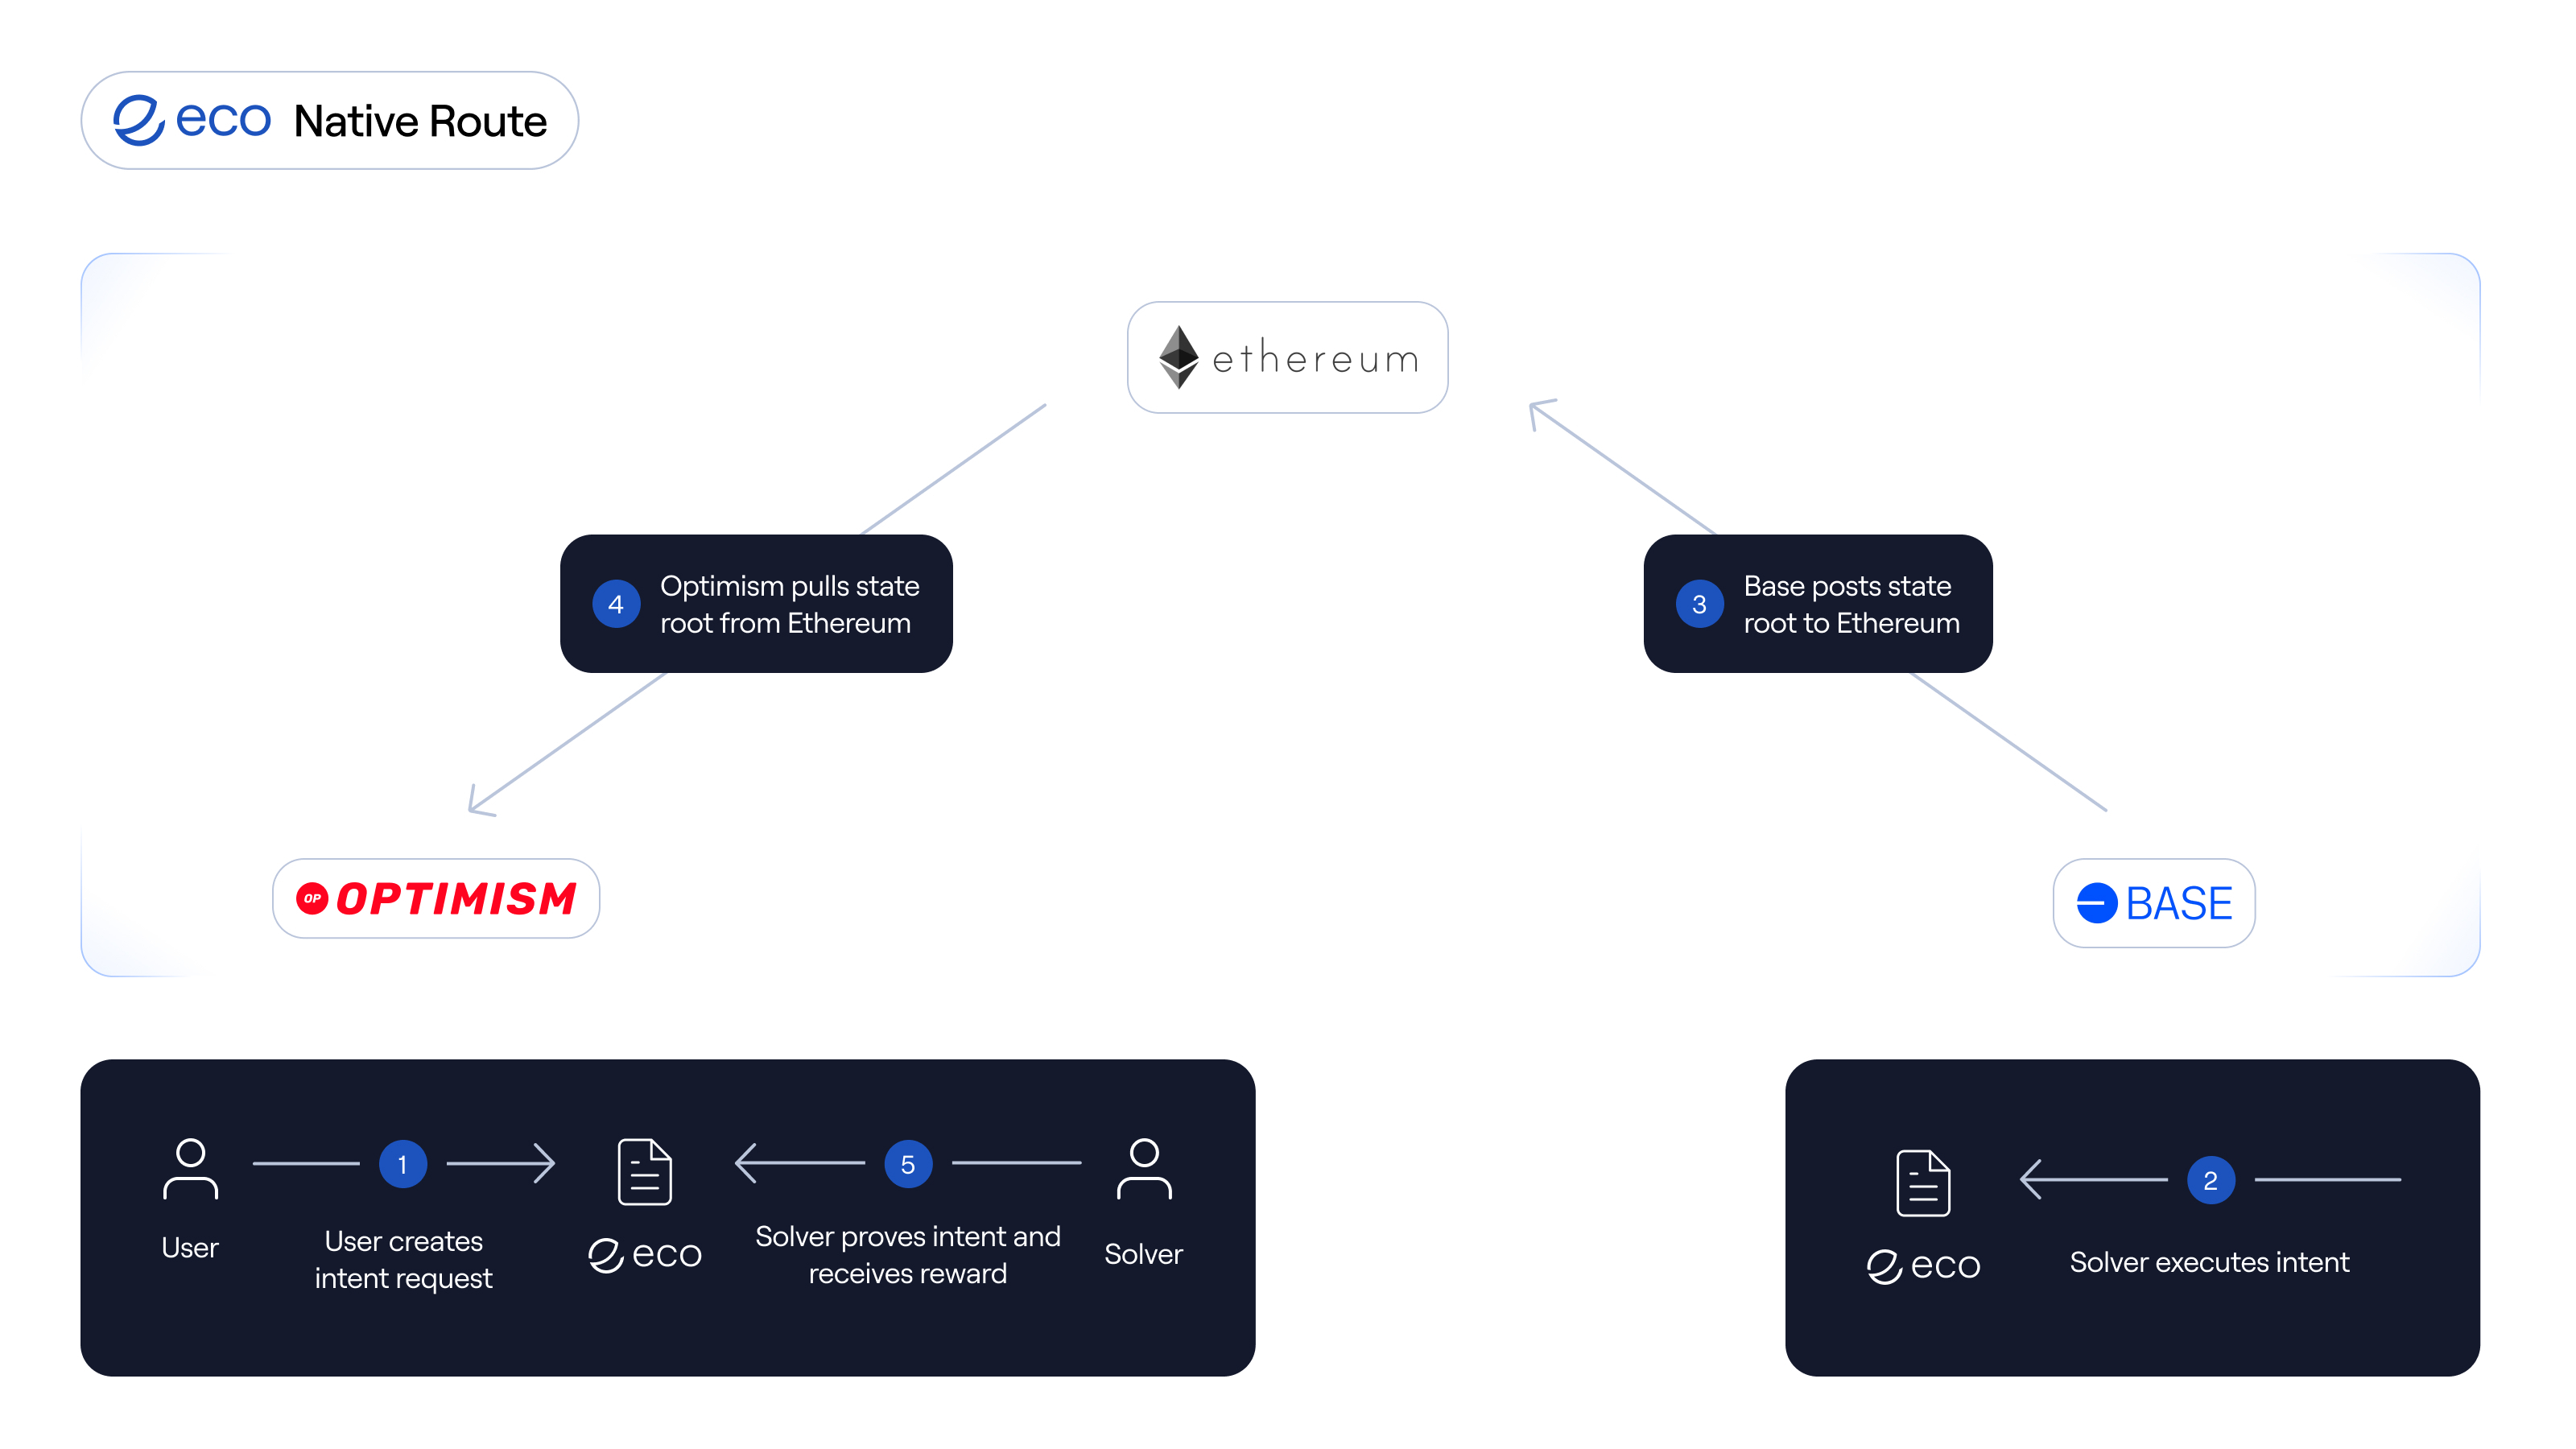 eco Native Route
ethereum
4
Optimism pulls state
root from Ethereum
3
Base posts state
root to Ethereum
OP OPTIMISM
BASE
1
User
User creates
intent request
eco
5
Solver proves intent and
receives reward
Solver
2
eco
Solver executes intent